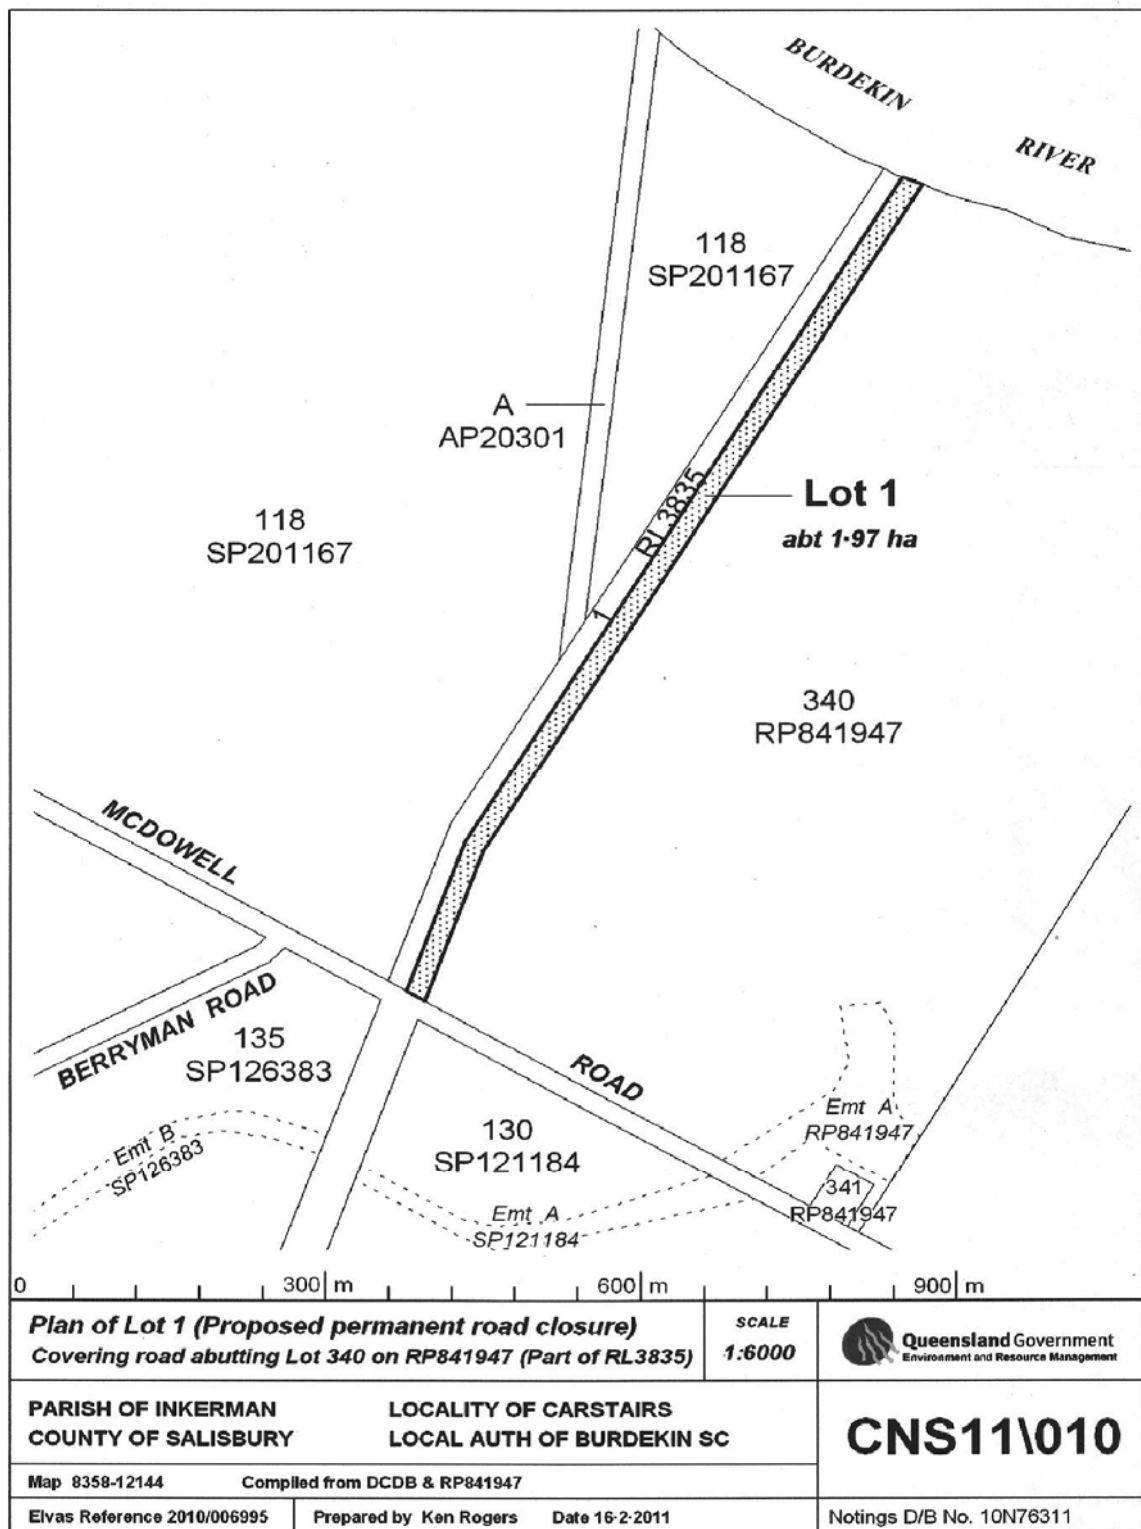 BURDEKIN
RIVER
118
SP201167
A
AP20301
RL3835
Lot 1
abt 1·97 ha
118
SP201167
1
340
RP841947
MCDOWELL
BERRYMAN ROAD
135
SP126383
ROAD
Emt A
RP841947
130
SP121184
Emt B
SP126383
341
RP841947
Emt A
SP121184
0 300 m 600 m 900 m
Plan of Lot 1 (Proposed permanent road closure)
Covering road abutting Lot 340 on RP841947 (Part of RL3835)
SCALE
1:6000
Queensland Government
Environment and Resource Management
PARISH OF INKERMAN LOCALITY OF CARSTAIRS
COUNTY OF SALISBURY LOCAL AUTH OF BURDEKIN SC
CNS11\010
Map 8358-12144 Compiled from DCDB & RP841947
Elvas Reference 2010/006995 Prepared by Ken Rogers Date 16-2-2011
Notings D/B No. 10N76311